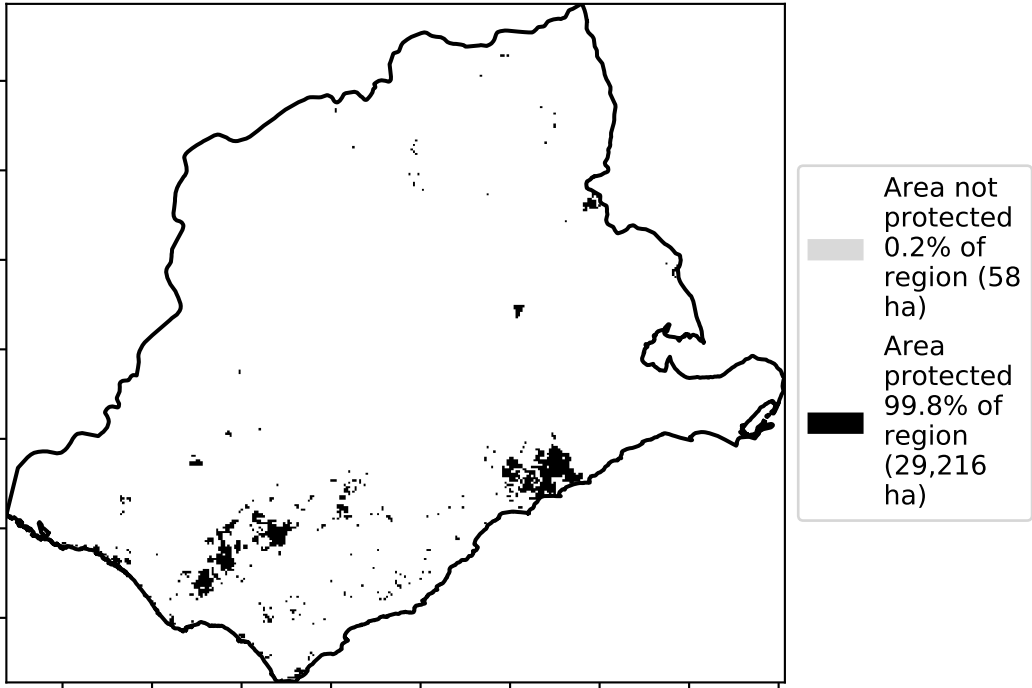 Area not
protected
0.2% of
region (58
ha)
Area
protected
99.8% of
region
(29,216
ha)